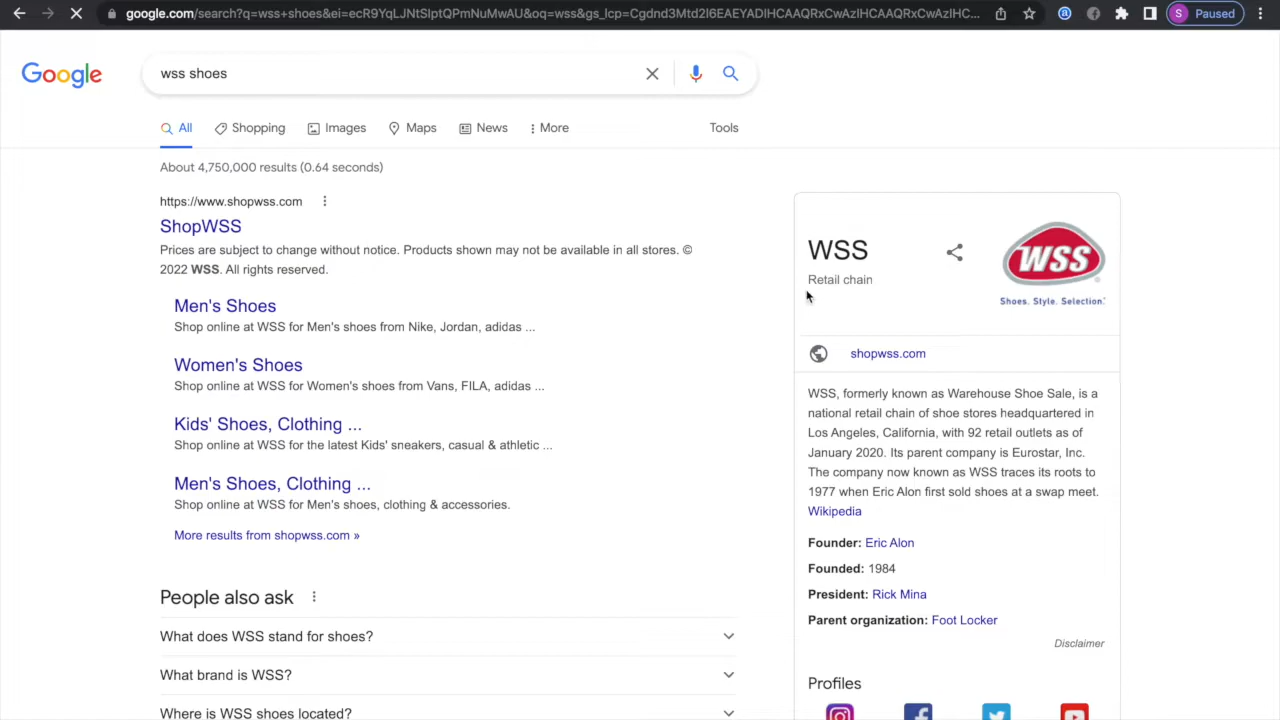 google.com/search?q=wss+shoes&ei=ecR9YqLJNtSlptQPmNuMwAU&oq=wss&gs_lcp=Cgdnd3Mtd2l6EAEYADIHCAAQRxCwAzIHCAAQRxCwAzIHCAAQRxCwAzIHC...
S Paused
Google
wss shoes
All Shopping Images Maps News More Tools
About 4,750,000 results (0.64 seconds)
https://www.shopwss.com
ShopWSS
Prices are subject to change without notice. Products shown may not be available in all stores. ©
2022 WSS. All rights reserved.
Men's Shoes
Shop online at WSS for Men's shoes from Nike, Jordan, adidas ...
Women's Shoes
Shop online at WSS for Women's shoes from Vans, FILA, adidas ...
Kids' Shoes, Clothing ...
Shop online at WSS for the latest Kids' sneakers, casual & athletic ...
Men's Shoes, Clothing ...
Shop online at WSS for Men's shoes, clothing & accessories.
More results from shopwss.com »
People also ask
What does WSS stand for shoes?
What brand is WSS?
Where is WSS shoes located?
WSS
Retail chain
WSS
Shoes. Style. Selection.
shopwss.com
WSS, formerly known as Warehouse Shoe Sale, is a
national retail chain of shoe stores headquartered in
Los Angeles, California, with 92 retail outlets as of
January 2020. Its parent company is Eurostar, Inc.
The company now known as WSS traces its roots to
1977 when Eric Alon first sold shoes at a swap meet.
Wikipedia
Founder: Eric Alon
Founded: 1984
President: Rick Mina
Parent organization: Foot Locker
Disclaimer
Profiles